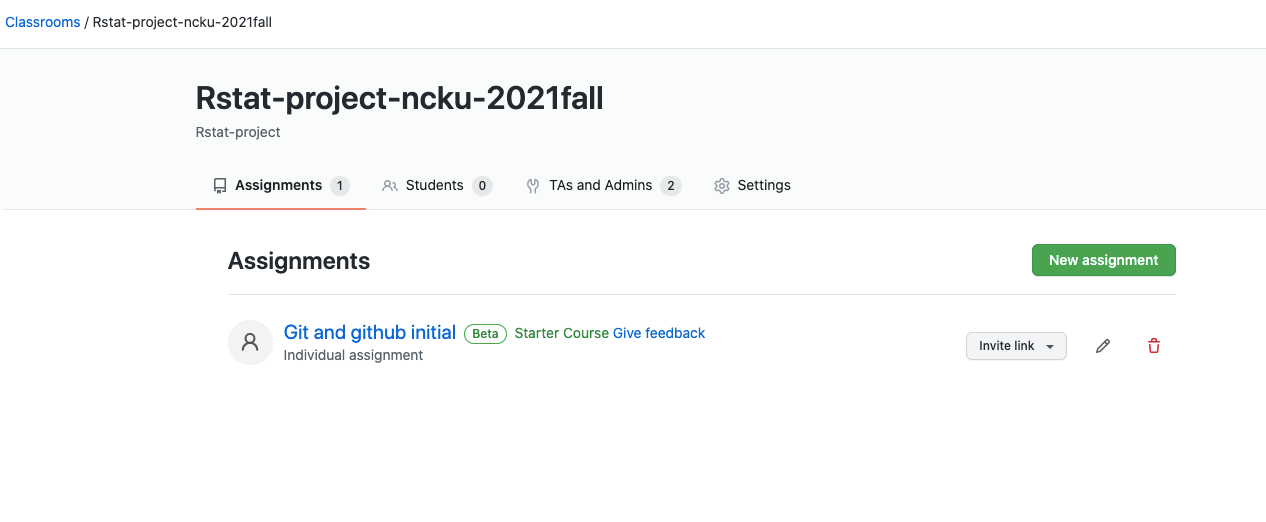 Classrooms / Rstat-project-ncku-2021fall
Rstat-project-ncku-2021fall
Rstat-project
Assignments 1 Students 0 TAs and Admins 2 Settings
Assignments New assignment
Git and github initial Beta Starter Course Give feedback
Individual assignment
Invite link